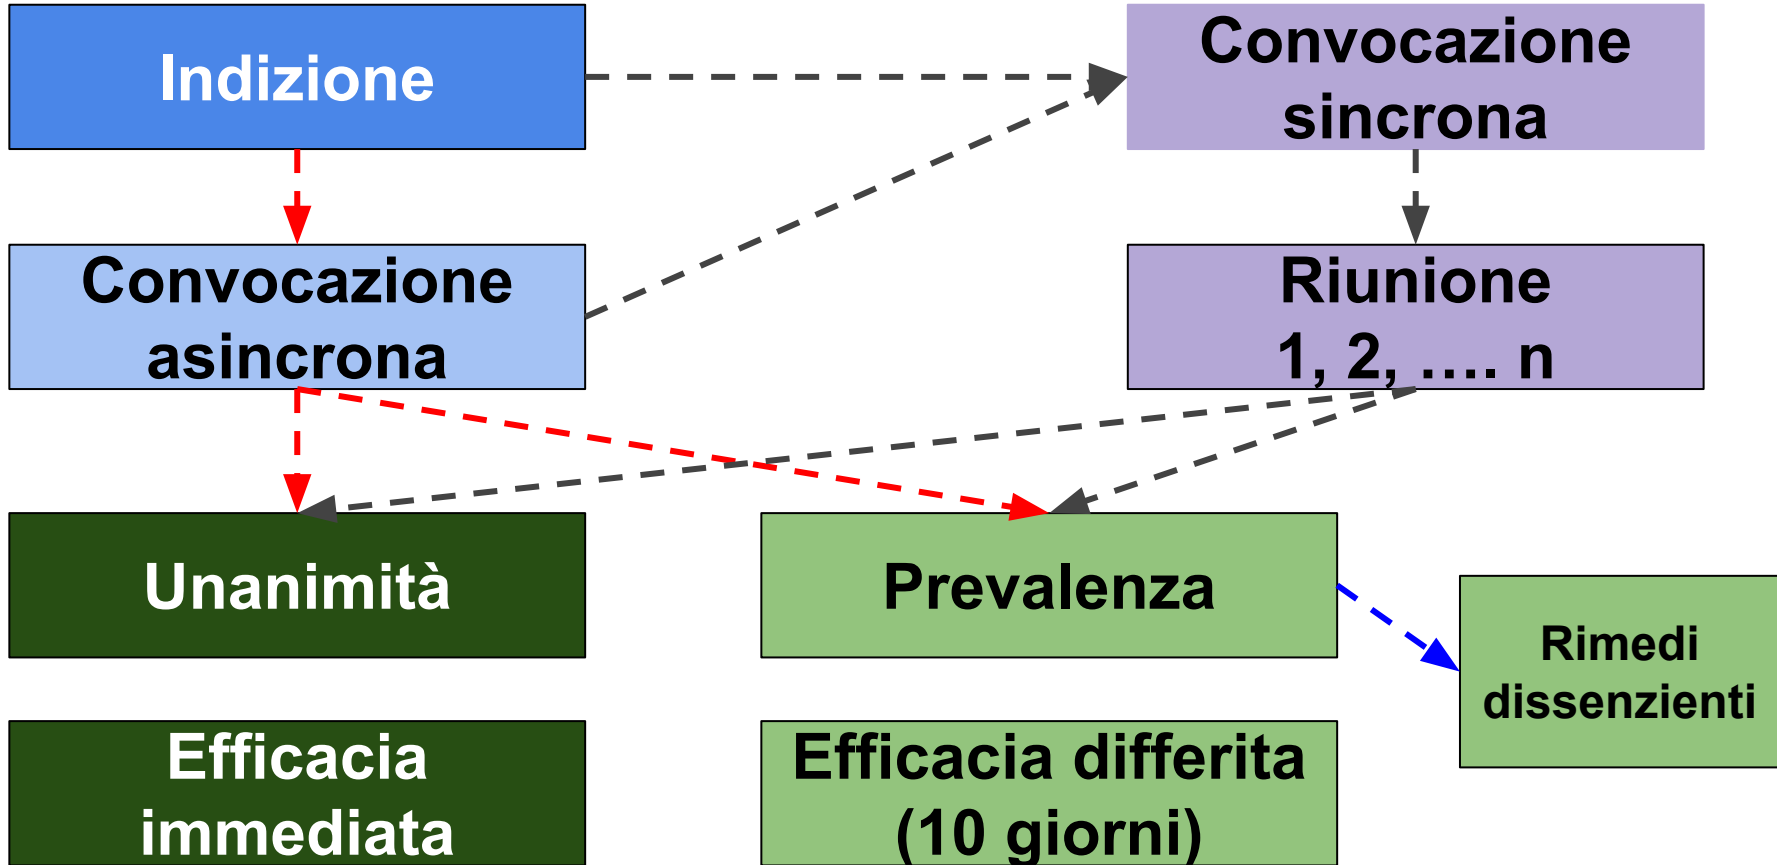 Indizione
Convocazione
sincrona
Convocazione
asincrona
Riunione
1, 2, .... n
Unanimità
Prevalenza
Rimedi
dissenzienti
Efficacia
immediata
Efficacia differita
(10 giorni)